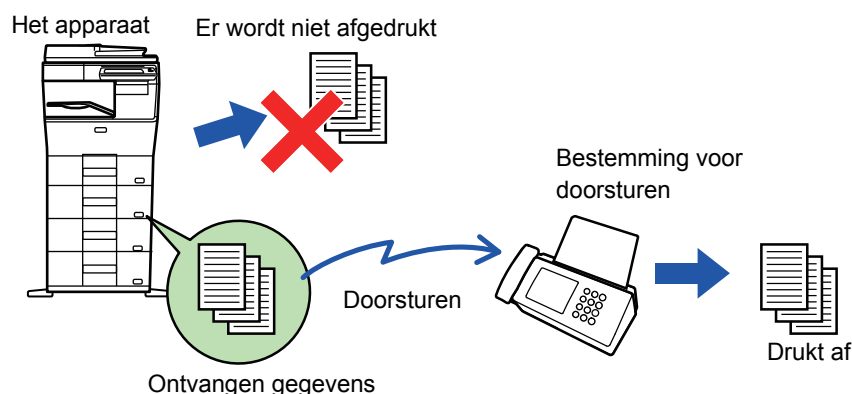 Het apparaat
Er wordt niet afgedrukt
Bestemming voor
doorsturen
Doorsturen
Drukt af
Ontvangen gegevens